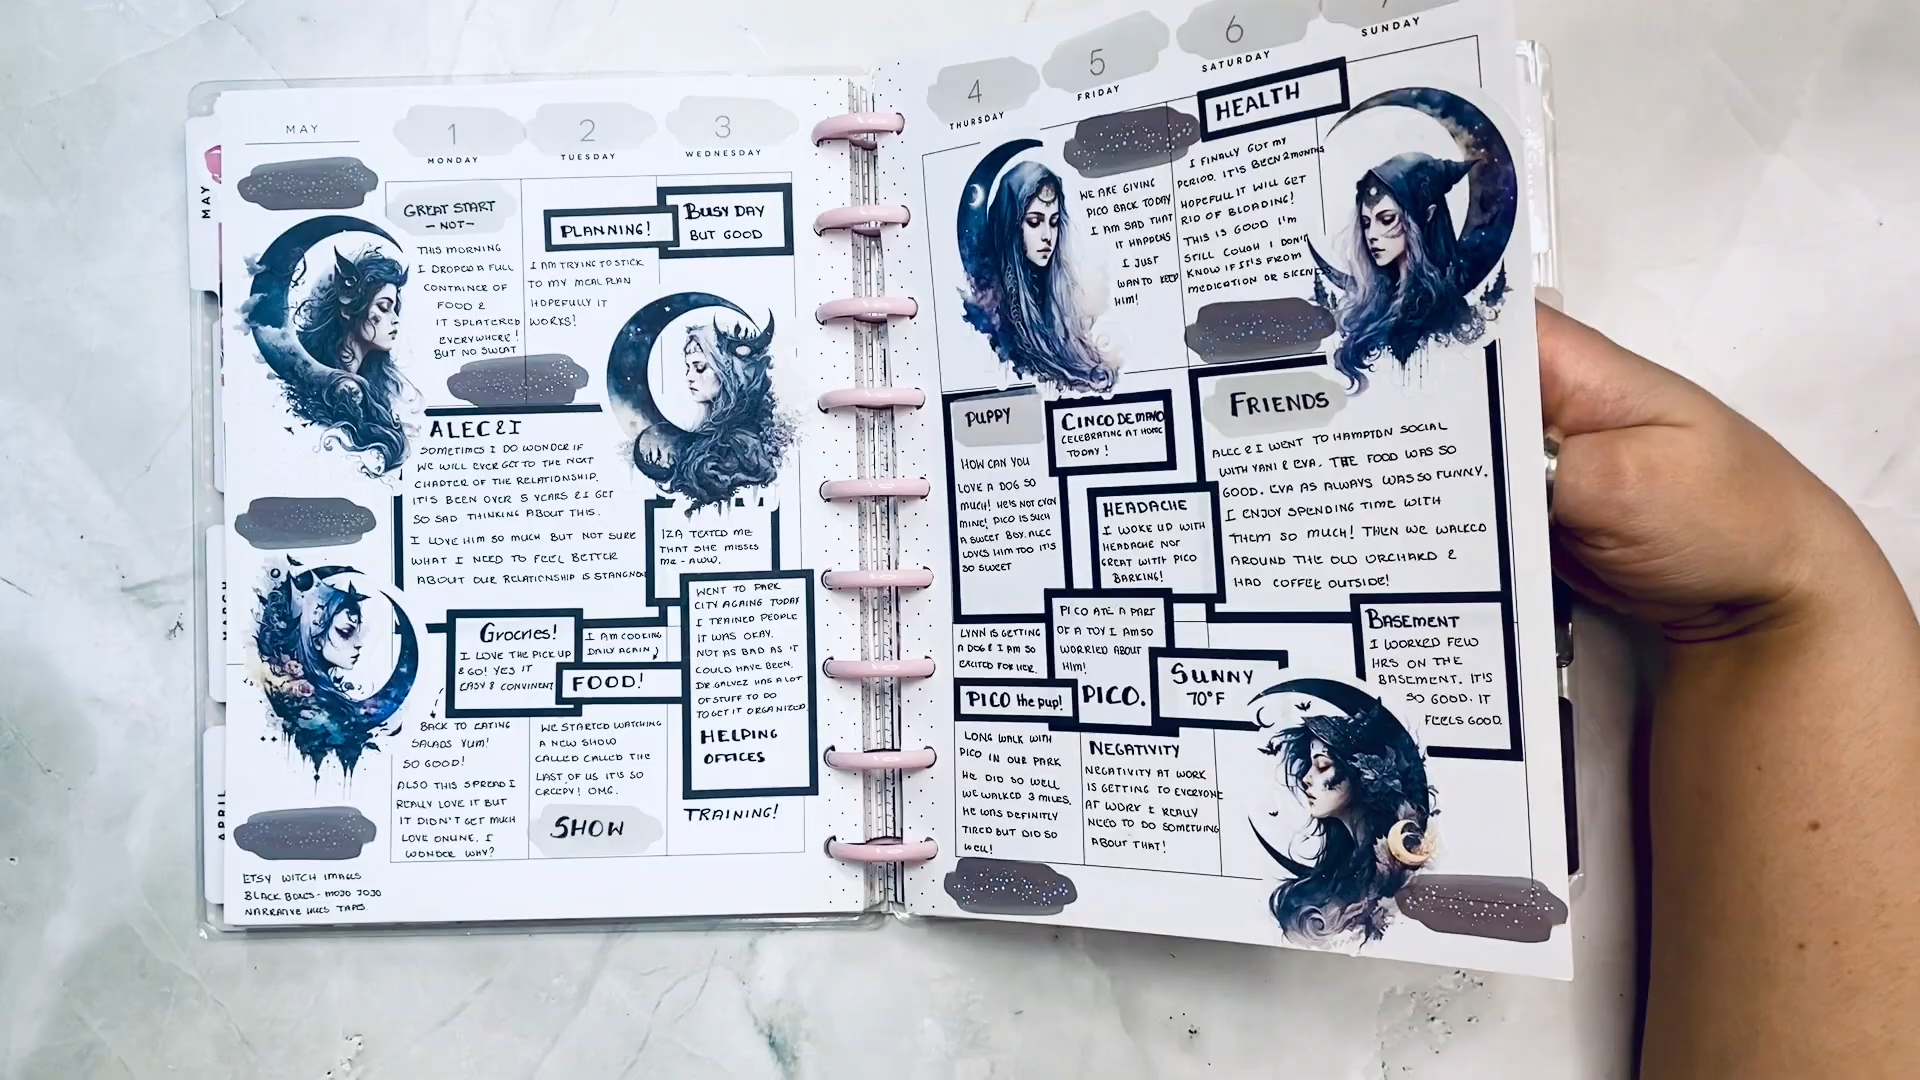 MAY
1
MONDAY
2
TUESDAY
3
WEDNESDAY
MAY
MARCH
APRIL
GREAT START
- NOT -
THIS MORNING
I DROPED A FULL
CONTAINCE OF
FOOD &
IT SPLATERED
EVERYWHERE!
BUT NO SWEAT
PLANNING!
I AM TRYING TO STICK
TO MY MEAL PLAN
HOPEFULLY IT
WORKS!
BUSY DAY
BUT GOOD
ALEC & I
SOMETIMES I DO WONDER IF
WE WILL EVER GET TO THE NEXT
CHAPTER OF THE RELATIONSHIP.
IT'S BEEN OVER 5 YEARS & I GET
SO SAD THINKING ABOUT THIS.
I LOVE HIM SO MUCH BUT NOT SURE
WHAT I NEED TO FEEL BETTER
ABOUT OUR RELATIONSHIP IS STANGNON
IZA TEXTED ME
THAT SHE MISSES
ME - AWW.
GROCRIES!
I LOVE THE PICK UP
& GO! YES IT
EASY & CONVINENT
I AM COOKING
DAILY AGAIN
FOOD!
WENT TO PARK
CITY AGAING TODAY
I TRAINED PEOPLE
IT WAS OKAY.
NOT AS BAD AS IT
COULD HAVE BEEN.
DR. GALVEZ HAS A LOT
OF STUFF TO DO
TO GET IT ORGANIZED.
HELPING
OFFICES
TRAINING!
BACK TO EATING
SALADS YUM!
SO GOOD!
ALSO THIS SPREAD I
REALLY LOVE IT BUT
IT DIDN'T GET MUCH
LOVE ONLINE. I
WONDER WHY?
WE STARTED WATCHING
A NEW SHOW
CALLED CALLED THE
LAST OF US IT'S SO
CREEPY! OMG.
SHOW
ETSY WITCH IMAGES
BLACK BOXES - MOJO JOJO
NARRATIVE HUES TAPES
4
THURSDAY
5
FRIDAY
6
SATURDAY
7
SUNDAY
WE ARE GIVING
PICO BACK TODAY
I AM SAD THAT
IT HAPPENS
I JUST
WAN TO KEEP
HIM!
HEALTH
I FINALLY GOT MY
PERIOD. IT'S BEEN 2 MONTHS
HOPEFULL IT WILL GET
RID OF BLOADING!
THIS IS GOOD I'M
STILL COUGH I DON'T
KNOW IF IT'S FROM
MEDICATION OR SICKNESS
PUPPY
HOW CAN YOU
LOVE A DOG SO
MUCH! HE'S NOT EVEN
MINE! PICO IS SUCH
A SWEET BOY. ALEC
LOVES HIM TOO IT'S
SO SWEET
CINCO DE MAYO
CELEBRATING AT HOME
TODAY!
HEADACHE
I WOKE UP WITH
HEADACHE NOT
GREAT WITH PICO
BARKING!
FRIENDS
ALEC & I WENT TO HAMPTON SOCIAL
WITH YANI & EVA. THE FOOD WAS SO
GOOD. EVA AS ALWAYS WAS SO FUNNY.
I ENJOY SPENDING TIME WITH
THEM SO MUCH! THEN WE WALKED
AROUND THE OLD ORCHARD &
HAD COFFEE OUTSIDE!
LYNN IS GETTING
A DOG & I AM SO
EXCITED FOR HER.
PICO ATE A PART
OF A TOY I AM SO
WORRIED ABOUT
HIM!
PICO the pup!
PICO.
SUNNY
70°F
BASEMENT
I WORKED FEW
HRS ON THE
BASEMENT. IT'S
SO GOOD. IT
FEELS GOOD.
LONG WALK WITH
PICO IN OUR PARK
HE DID SO WELL
WE WALKED 3 MILES.
HE WAS DEFINITLY
TIRED BUT DID SO
WELL!
NEGATIVITY
NEGATIVITY AT WORK
IS GETTING TO EVERYONE
AT WORK I REALLY
NEED TO DO SOMETHING
ABOUT THAT!